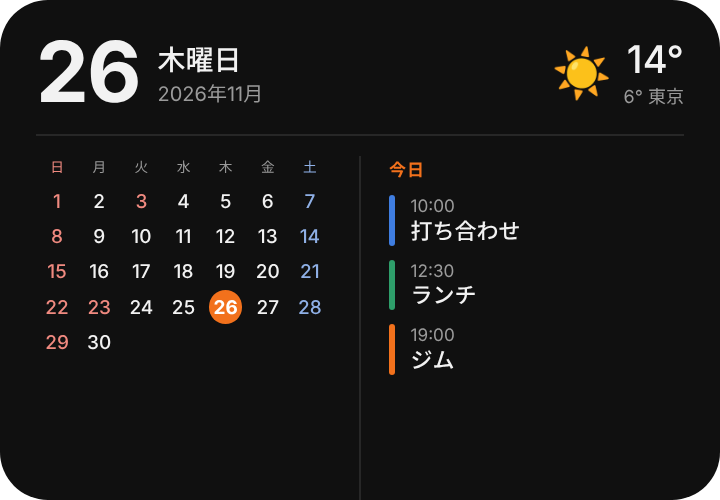 26
木曜日
2026年11月
14°
6° 東京
日 月 火 水 木 金 土
1 2 3 4 5 6 7
8 9 10 11 12 13 14
15 16 17 18 19 20 21
22 23 24 25 26 27 28
29 30
今日
10:00
打ち合わせ
12:30
ランチ
19:00
ジム